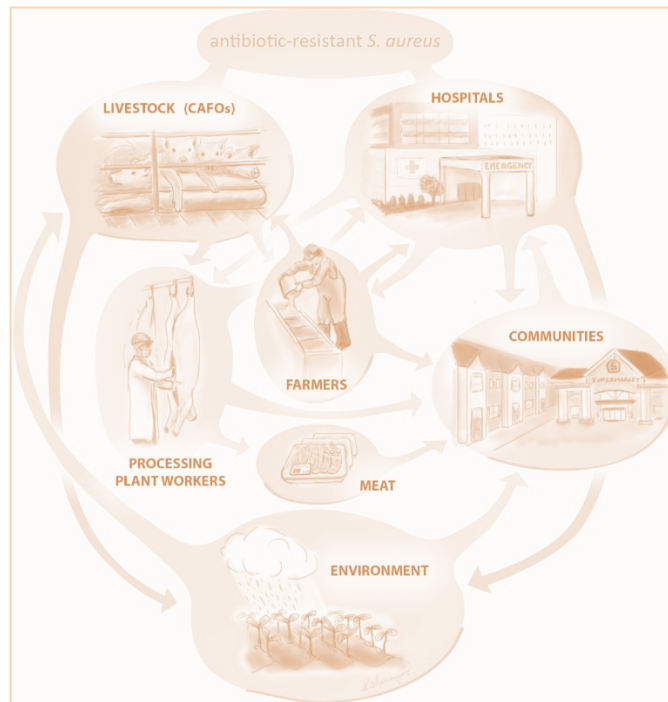 antibiotic-resistant S. aureus
LIVESTOCK (CAFOs)
HOSPITALS
EMERGENCY
COMMUNITIES
SUPERMARKET
FARMERS
PROCESSING
PLANT WORKERS
MEAT
ENVIRONMENT